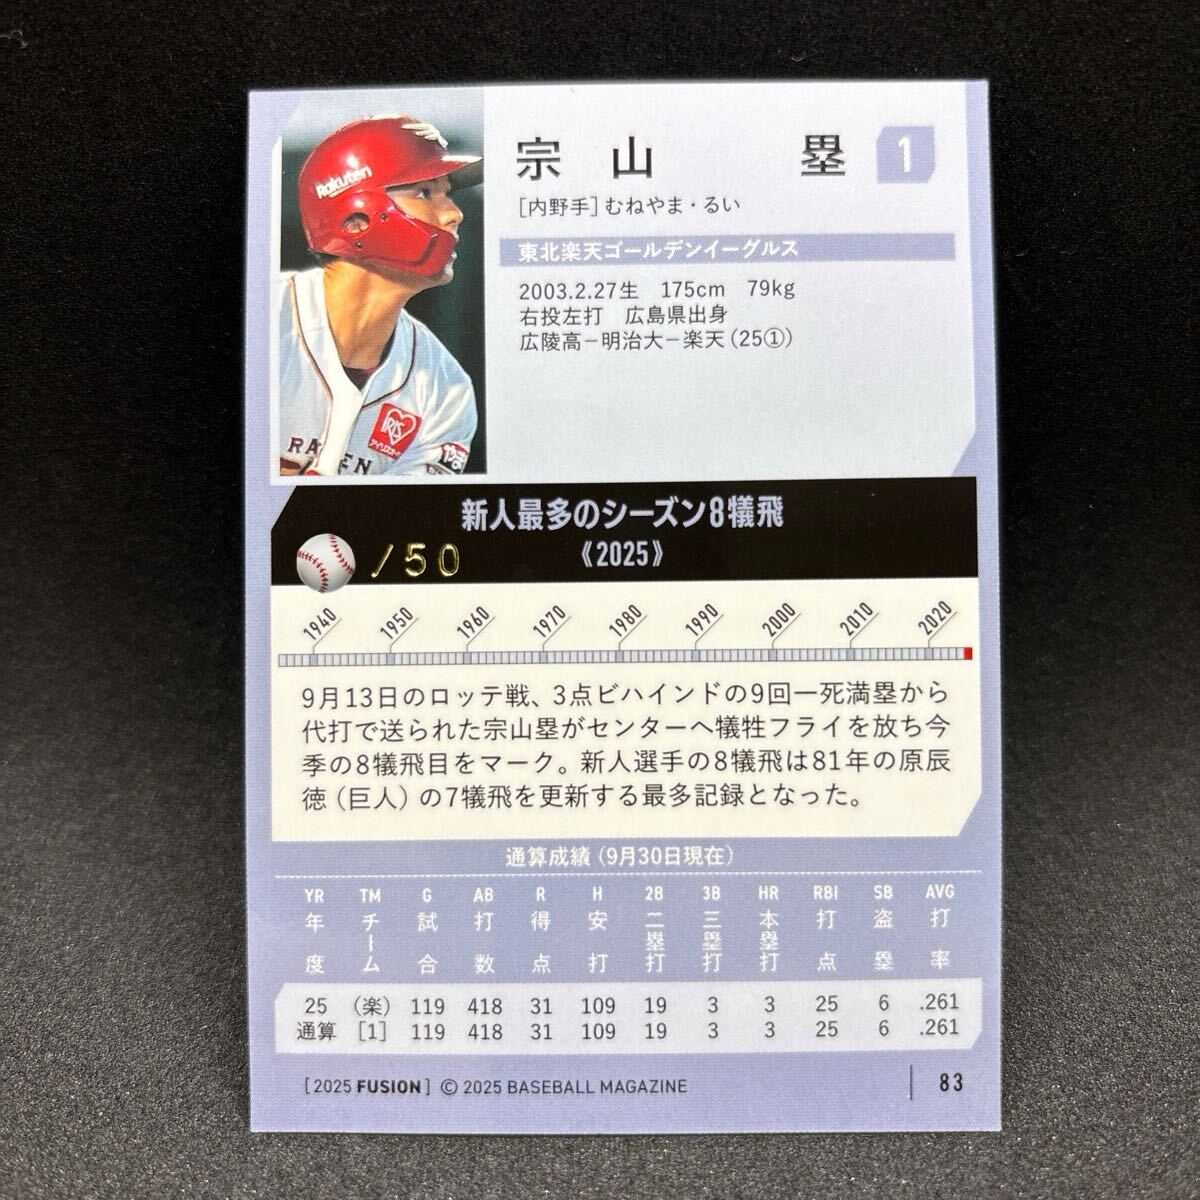 宗山 塁 1
[内野手]むねやま・るい
東北楽天ゴールデンイーグルス
2003.2.27生 175cm 79kg
右投左打 広島県出身
広陵高−明治大−楽天(25①)
Rakuten
IRIS
アイリスオーヤマ
やま
新人最多のシーズン8犠飛
《2025》
/50
1940 1950 1960 1970 1980 1990 2000 2010 2020
9月13日のロッテ戦、3点ビハインドの9回一死満塁から
代打で送られた宗山塁がセンターへ犠牲フライを放ち今
季の8犠飛目をマーク。新人選手の8犠飛は81年の原辰
徳(巨人)の7犠飛を更新する最多記録となった。
通算成績(9月30日現在)
YR TM G AB R H 2B 3B HR RBI SB AVG
年度 チーム 試合 打数 得点 安打 二塁打 三塁打 本塁打 打点 盗塁 打率
25 (楽) 119 418 31 109 19 3 3 25 6 .261
通算 [1] 119 418 31 109 19 3 3 25 6 .261
[2025 FUSION] © 2025 BASEBALL MAGAZINE 83